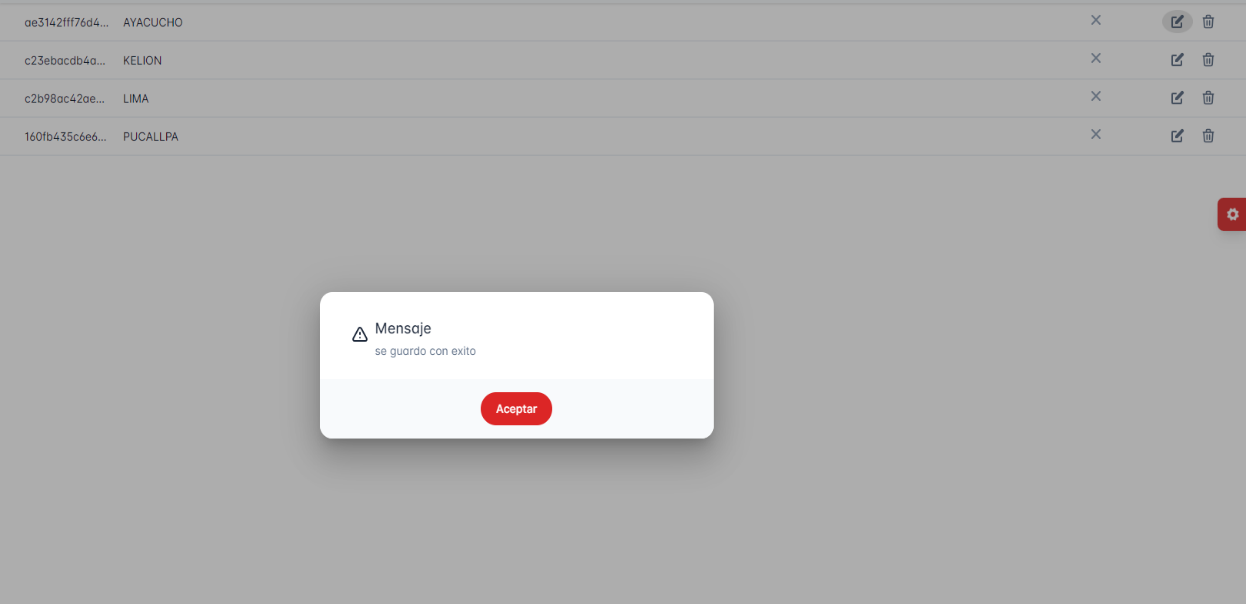 ae3142fff76d4... AYACUCHO
c23ebacdb4a... KELION
c2b98ac42ae... LIMA
160fb435c6e6... PUCALLPA
Mensaje
se guardo con exito
Aceptar